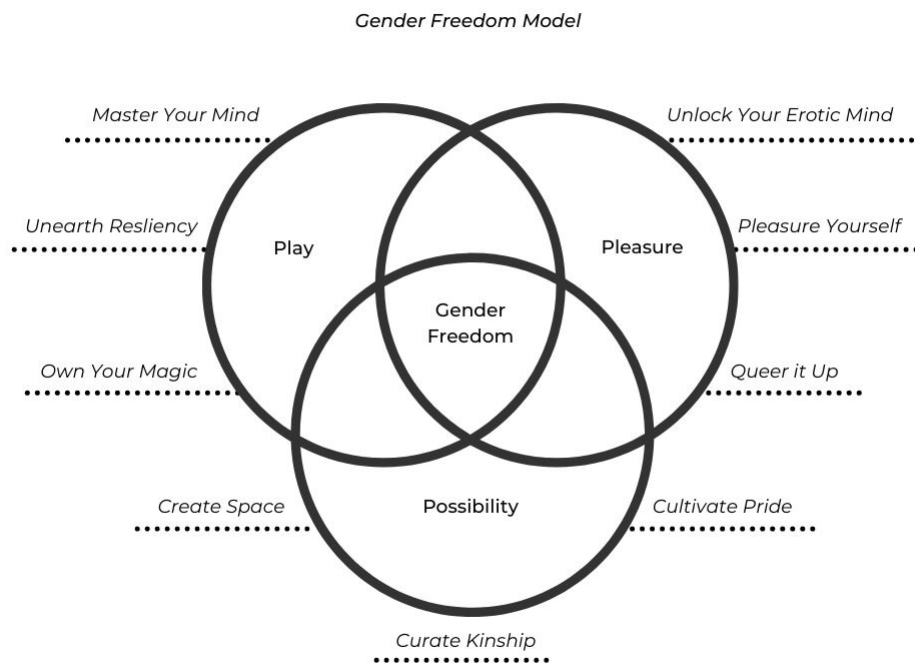 Gender Freedom Model
Master Your Mind
Unlock Your Erotic Mind
Unearth Resliency
Pleasure Yourself
Play
Pleasure
Gender
Freedom
Own Your Magic
Queer it Up
Create Space
Possibility
Cultivate Pride
Curate Kinship